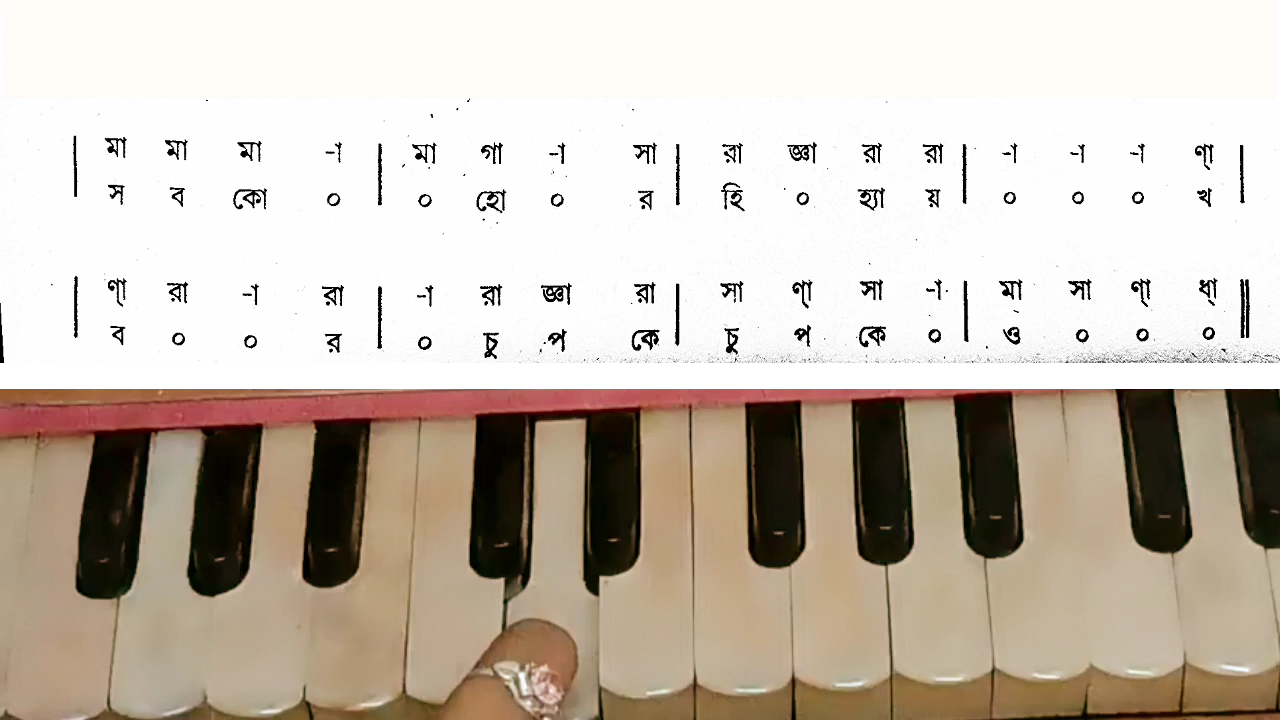 | মা মা মা -া | মা গা -া সা | রা জ্ঞা রা রা | -া -া -া ণ্া |
| স ব কো ০ | ০ হো ০ র | হি ০ হ্যা য় | ০ ০ ০ খ |
| ণ্া রা -া রা | -া রা জ্ঞা রা | সা ণ্া সা -া | মা সা ণ্া ধ্া ||
| ব ০ ০ র | ০ চু প কে | চু প কে ০ | ও ০ ০ ০ ||